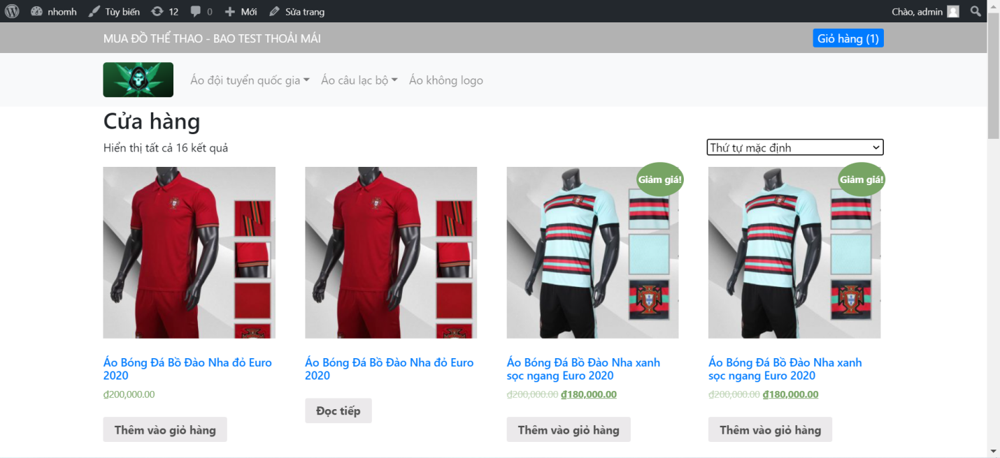 nhomh Tùy biến 12 0 Mới Sửa trang Chào, admin
MUA ĐỒ THỂ THAO - BAO TEST THOẢI MÁI Giỏ hàng (1)
Áo đội tuyển quốc gia Áo câu lạc bộ Áo không logo
Cửa hàng
Hiển thị tất cả 16 kết quả Thứ tự mặc định
Giảm giá! Giảm giá!
Áo Bóng Đá Bồ Đào Nha đỏ Euro
2020
₫200,000.00
Thêm vào giỏ hàng
Áo Bóng Đá Bồ Đào Nha đỏ Euro
2020
Đọc tiếp
Áo Bóng Đá Bồ Đào Nha xanh
sọc ngang Euro 2020
₫200,000.00 ₫180,000.00
Thêm vào giỏ hàng
Áo Bóng Đá Bồ Đào Nha xanh
sọc ngang Euro 2020
₫200,000.00 ₫180,000.00
Thêm vào giỏ hàng